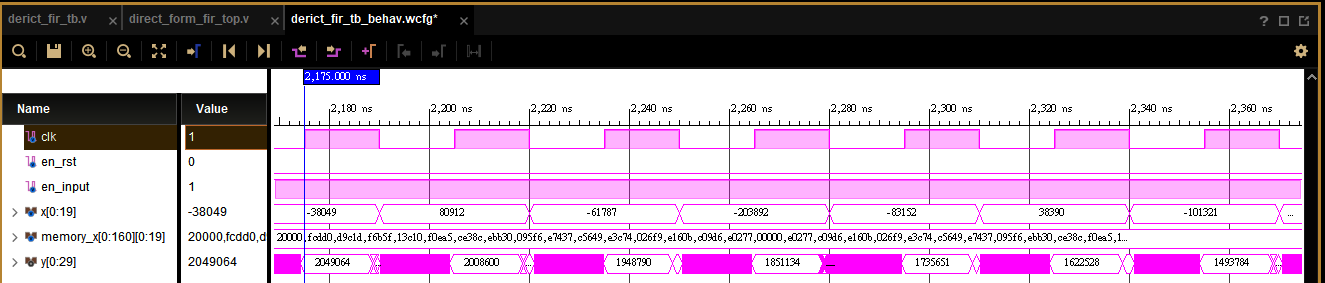 derict_fir_tb.v × direct_form_fir_top.v × derict_fir_tb_behav.wcfg* × ?
2,175.000 ns
Name Value 2,180 ns 2,200 ns 2,220 ns 2,240 ns 2,260 ns 2,280 ns 2,300 ns 2,320 ns 2,340 ns 2,360 ns
clk 1
en_rst 0
en_input 1
x[0:19] -38049 -38049 80912 -61787 -203892 -83152 38390 -101321 ...
memory_x[0:160][0:19] 20000,fcdd0,d 20000,fcdd0,d9c1d,f6b5f,13c10,f0ea5,ce38c,ebb30,095f6,e7437,c5649,e3c74,026f9,e160b,c09d6,e0277,00000,e0277,c09d6,e160b,026f9,e3c74,c5649,e7437,095f6,ebb30,ce38c,f0ea5,1...
y[0:29] 2049064 2049064 2008600 1948790 1851134 1735651 1622528 1493784